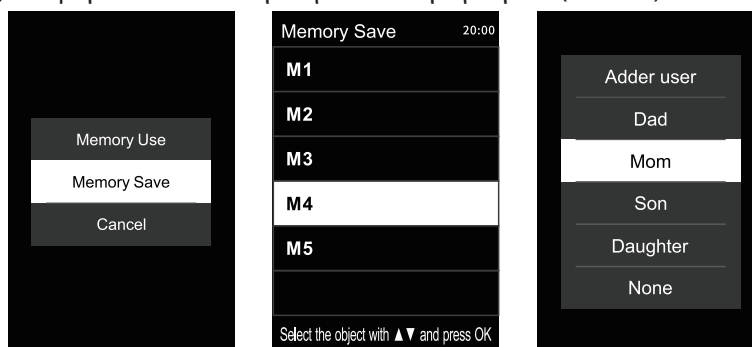 Memory Use
Memory Save
Cancel
Memory Save 20:00
M1
M2
M3
M4
M5
Select the object with ▲▼ and press OK
Adder user
Dad
Mom
Son
Daughter
None